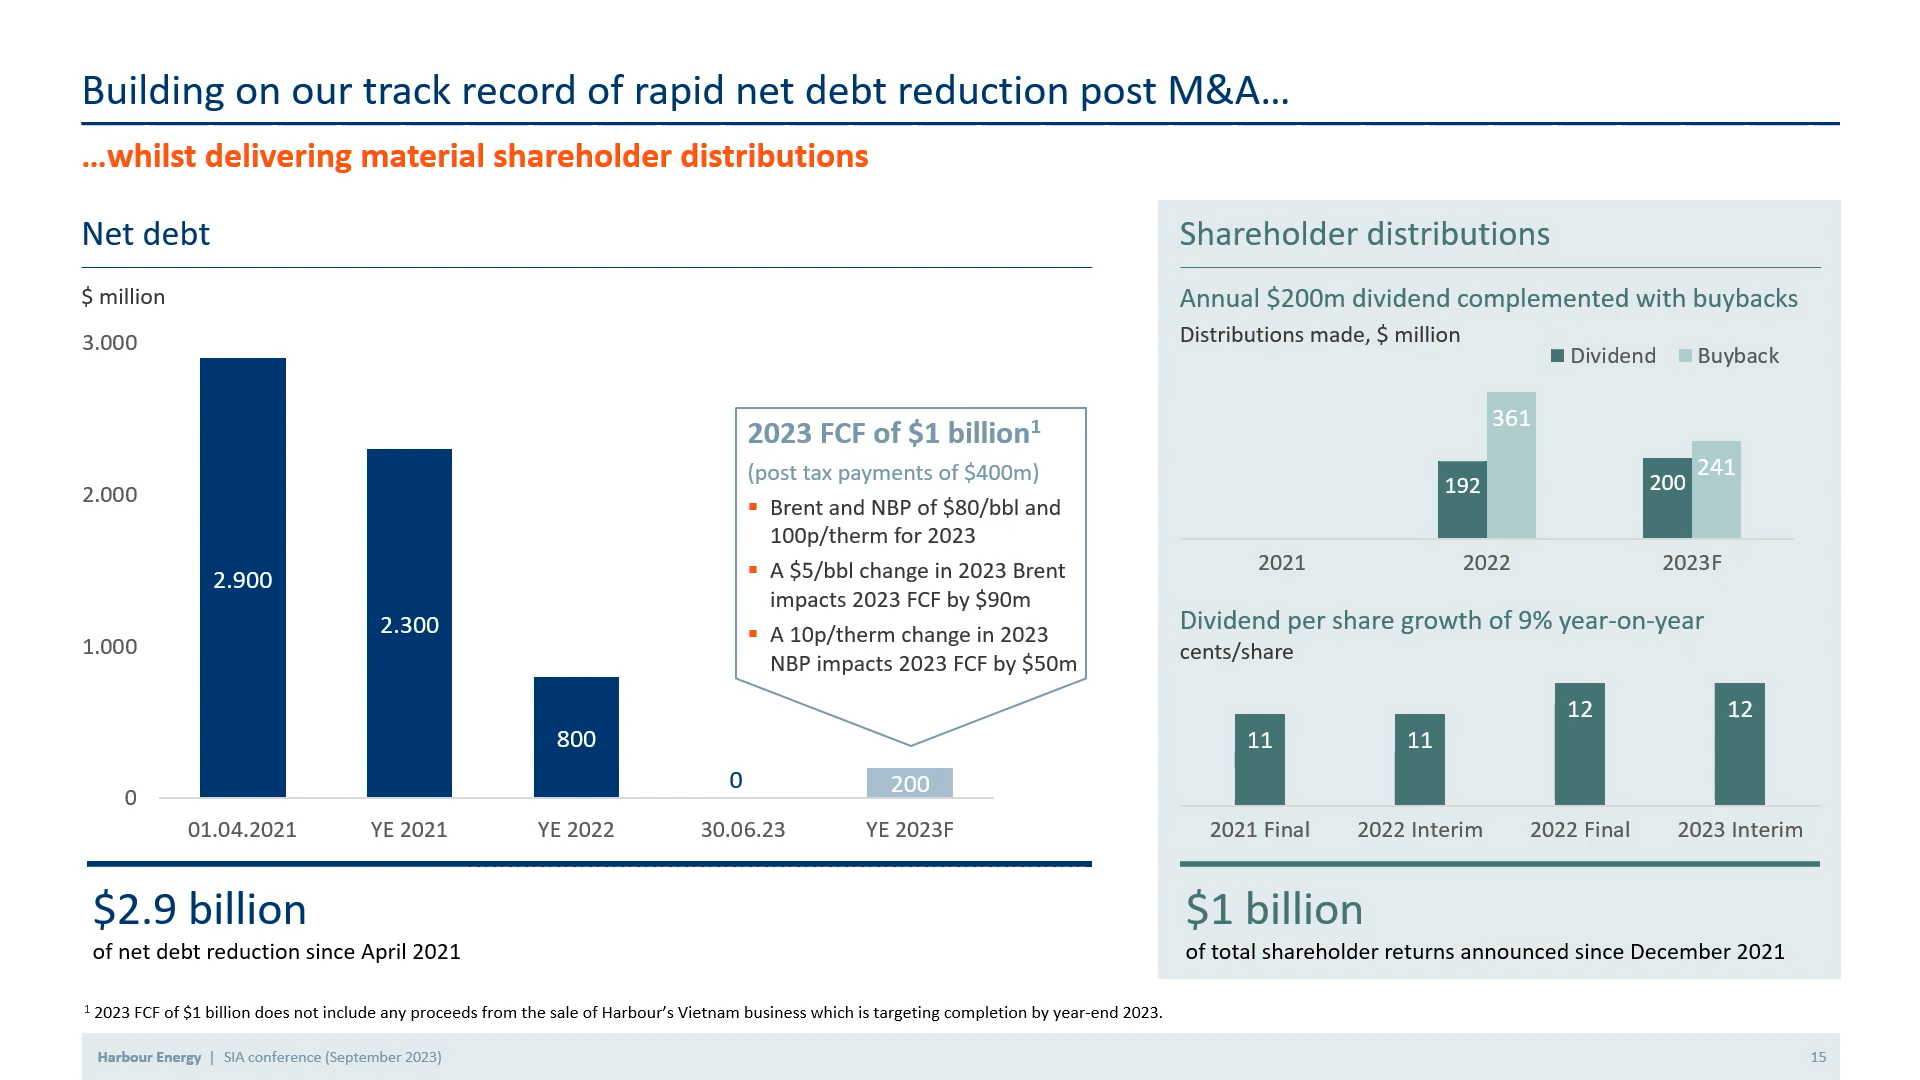 Building on our track record of rapid net debt reduction post M&A…
…whilst delivering material shareholder distributions
Net debt
$ million
3.000
2.000
1.000
0
2.900
2.300
800
0
200
01.04.2021
YE 2021
YE 2022
30.06.23
YE 2023F
2023 FCF of $1 billion¹
(post tax payments of $400m)
▪ Brent and NBP of $80/bbl and
100p/therm for 2023
▪ A $5/bbl change in 2023 Brent
impacts 2023 FCF by $90m
▪ A 10p/therm change in 2023
NBP impacts 2023 FCF by $50m
$2.9 billion
of net debt reduction since April 2021
Shareholder distributions
Annual $200m dividend complemented with buybacks
Distributions made, $ million
Dividend
Buyback
192
361
200
241
2021
2022
2023F
Dividend per share growth of 9% year-on-year
cents/share
11
11
12
12
2021 Final
2022 Interim
2022 Final
2023 Interim
$1 billion
of total shareholder returns announced since December 2021
¹ 2023 FCF of $1 billion does not include any proceeds from the sale of Harbour’s Vietnam business which is targeting completion by year-end 2023.
Harbour Energy | SIA conference (September 2023)
15